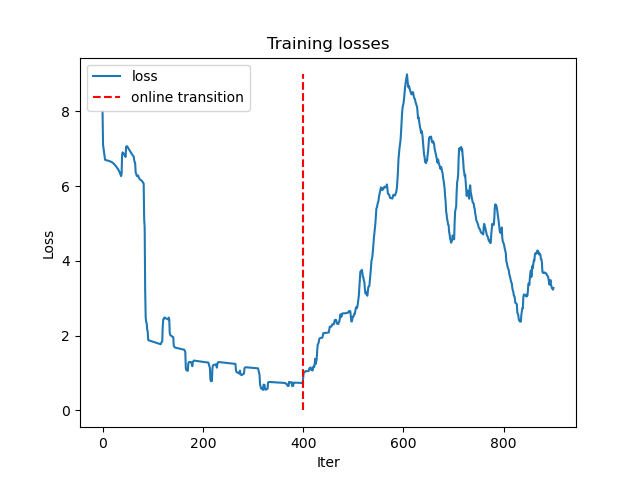 Training losses
loss
online transition
8
6
4
2
0
Loss
0 200 400 600 800
Iter